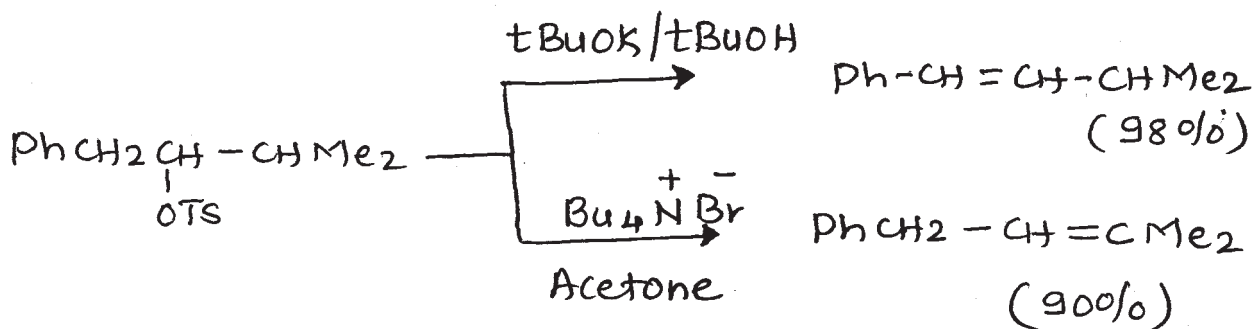 tBuOK/tBuOH
Ph-CH=CH-CHMe2
(98%)
PhCH2CH-CHMe2
OTS
Bu4N+Br-
PhCH2-CH=CMe2
Acetone
(90%)